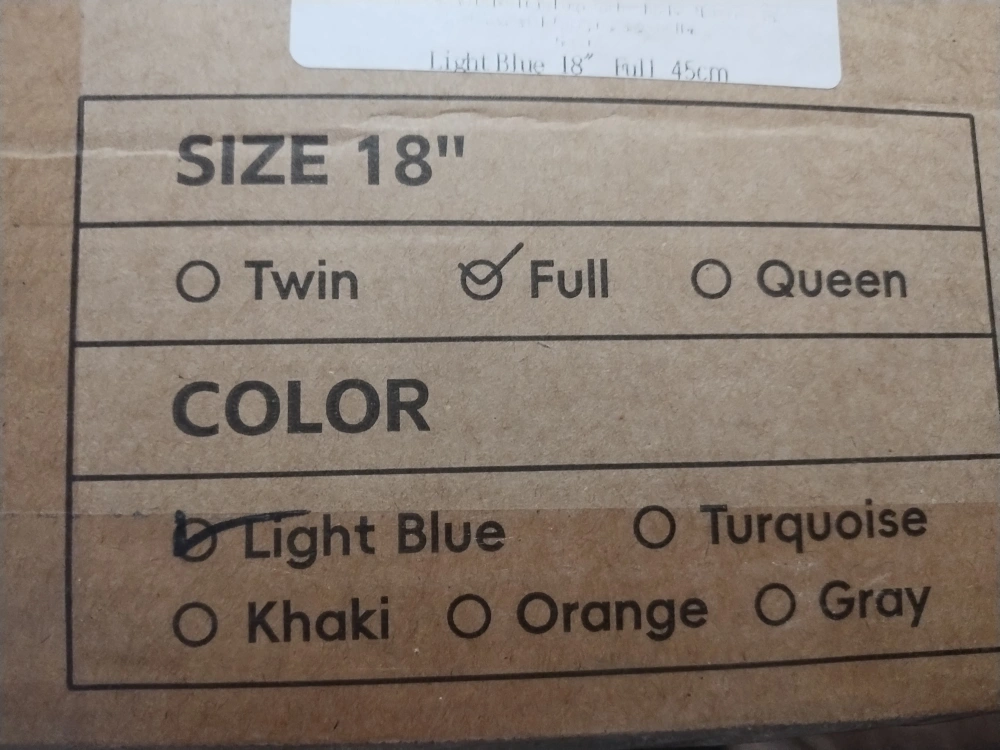 Light Blue 18" Full 45cm
SIZE 18"
Twin Full Queen
COLOR
Light Blue Turquoise
Khaki Orange Gray